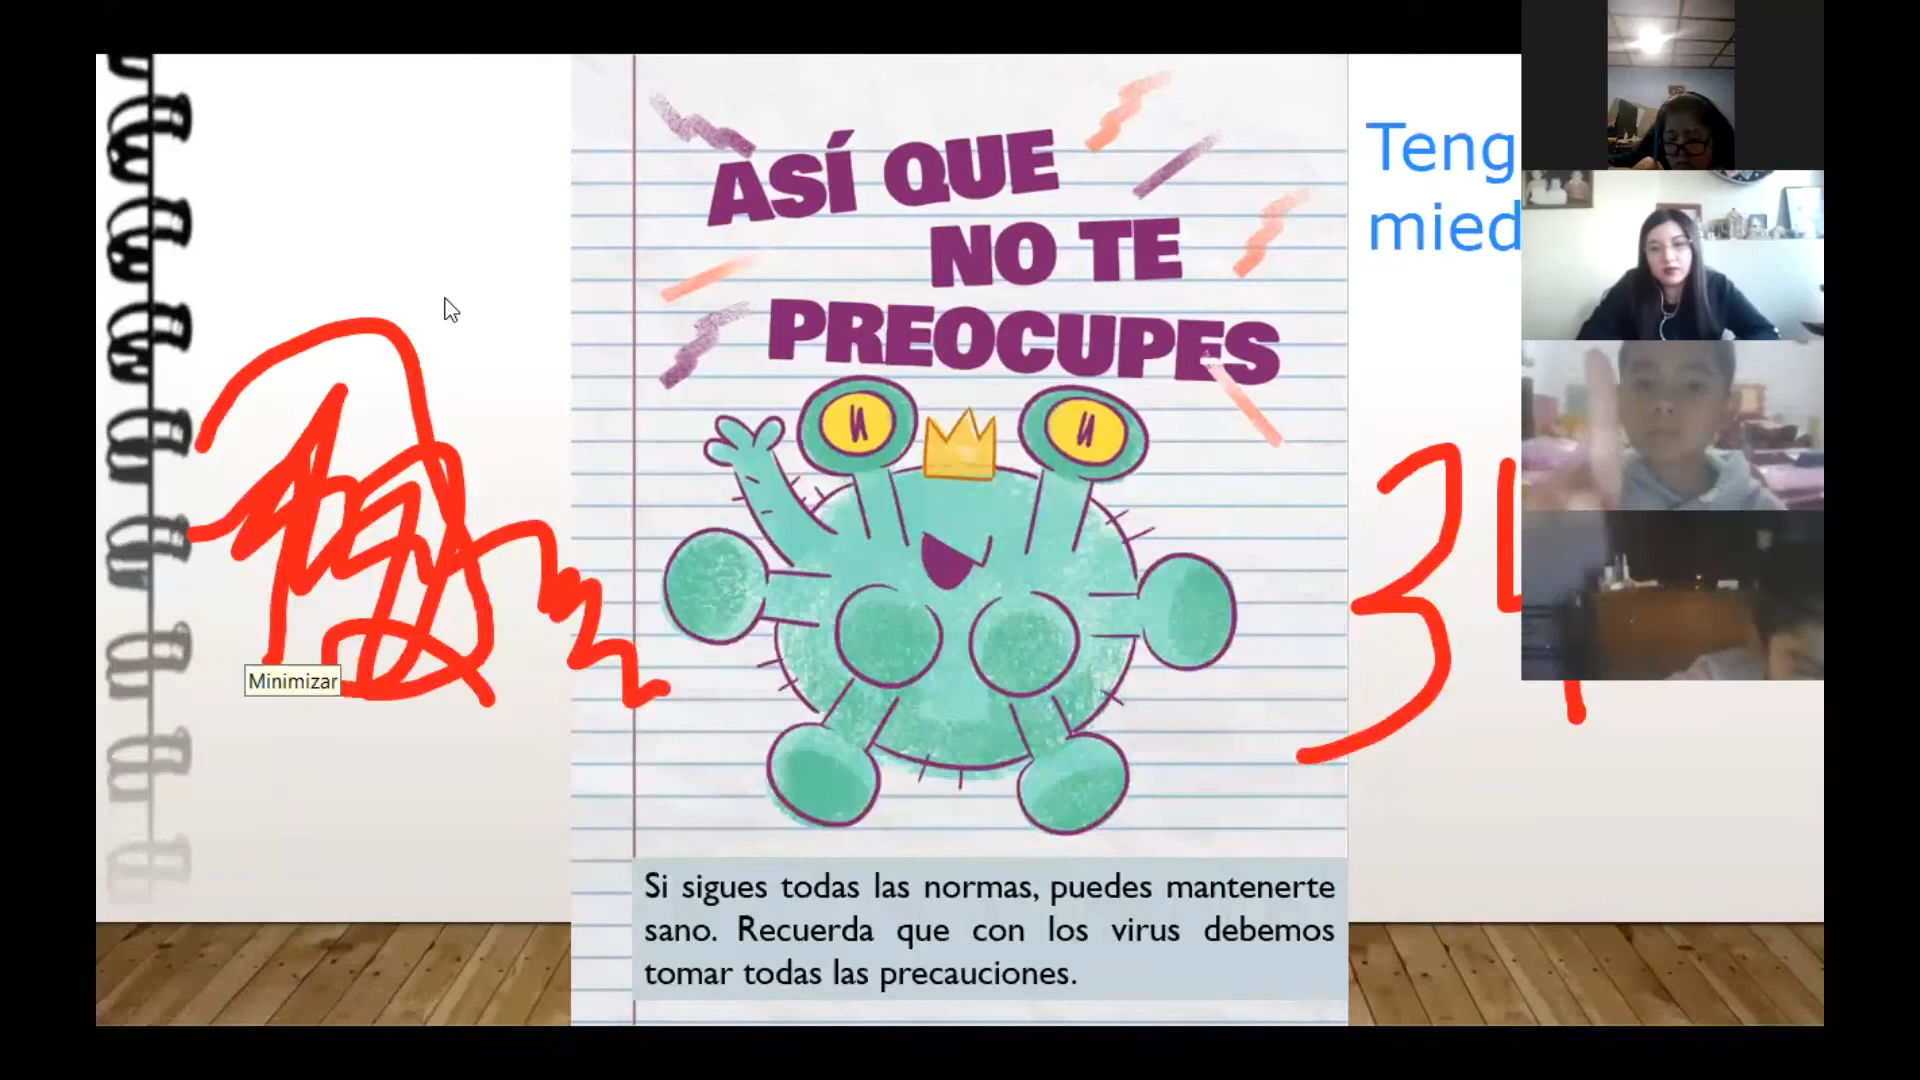 ASÍ QUE
NO TE
PREOCUPES
Teng
mied
34
Minimizar
Si sigues todas las normas, puedes mantenerte
sano. Recuerda que con los virus debemos
tomar todas las precauciones.